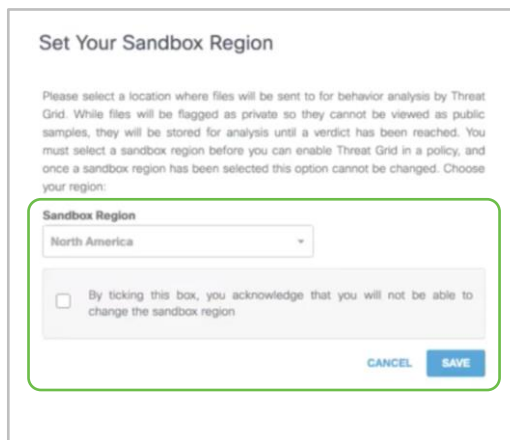 Set Your Sandbox Region
Please select a location where files will be sent to for behavior analysis by Threat
Grid. While files will be flagged as private so they cannot be viewed as public
samples, they will be stored for analysis until a verdict has been reached. You
must select a sandbox region before you can enable Threat Grid in a policy, and
once a sandbox region has been selected this option cannot be changed. Choose
your region:
Sandbox Region
North America
By ticking this box, you acknowledge that you will not be able to
change the sandbox region
CANCEL SAVE